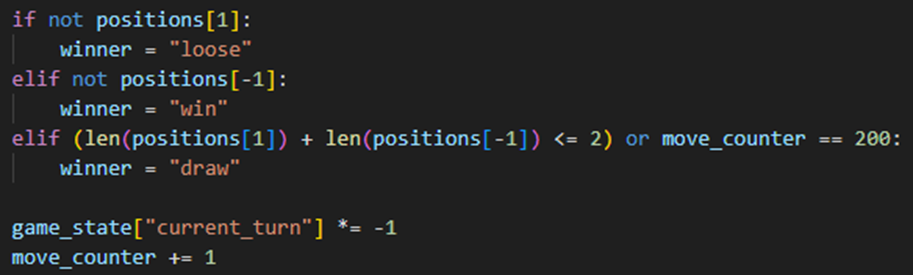 if not positions[1]:
    winner = "loose"
elif not positions[-1]:
    winner = "win"
elif (len(positions[1]) + len(positions[-1]) <= 2) or move_counter == 200:
    winner = "draw"

game_state["current_turn"] *= -1
move_counter += 1